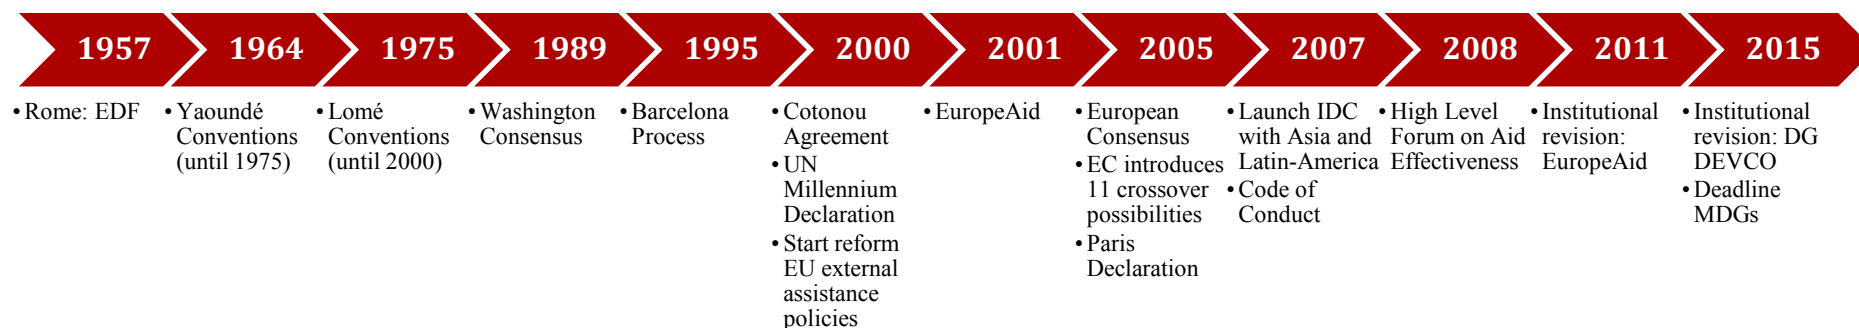 1957
1964
1975
1989
1995
2000
2001
2005
2007
2008
2011
2015
• Rome: EDF
• Yaoundé
Conventions
(until 1975)
• Lomé
Conventions
(until 2000)
• Washington
Consensus
• Barcelona
Process
• Cotonou
Agreement
• UN
Millennium
Declaration
• Start reform
EU external
assistance
policies
• EuropeAid
• European
Consensus
• EC introduces
11 crossover
possibilities
• Paris
Declaration
• Launch IDC
with Asia and
Latin-America
• Code of
Conduct
• High Level
Forum on Aid
Effectiveness
• Institutional
revision:
EuropeAid
• Institutional
revision: DG
DEVCO
• Deadline
MDGs